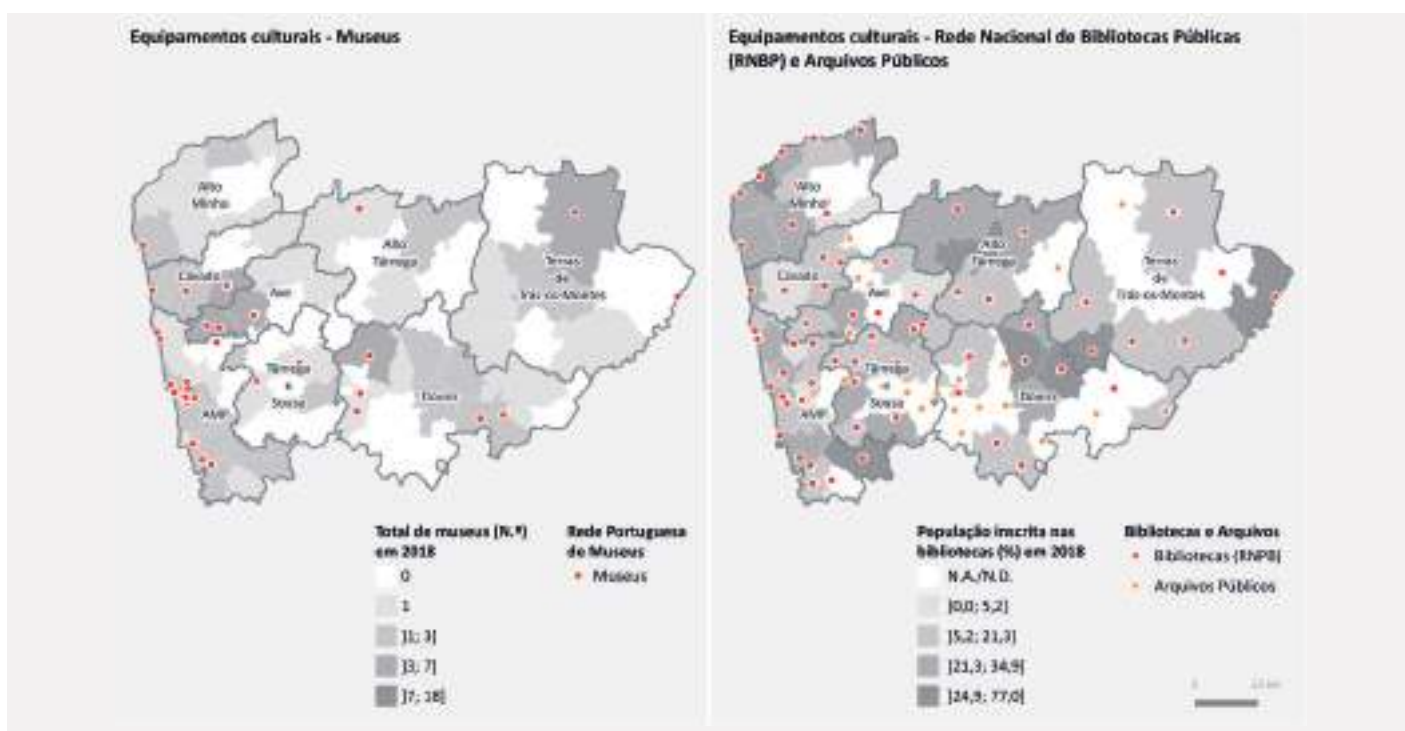 Equipamentos culturais - Museus
Alto
Minho
Cávado
Ave
Alto
Tâmega
Terras
de
Trás-os-Montes
Tâmega
e
Sousa
AMP
Douro
Total de museus (N.º)
em 2018
0
1
]1; 3]
]3; 7]
]7; 18]
Rede Portuguesa
de Museus
Museus
Equipamentos culturais - Rede Nacional de Bibliotecas Públicas
(RNBP) e Arquivos Públicos
Alto
Minho
Cávado
Ave
Alto
Tâmega
Terras
de
Trás-os-Montes
Tâmega
e
Sousa
AMP
Douro
População inscrita nas
bibliotecas (%) em 2018
N.A./N.D.
]0,0; 5,2]
]5,2; 21,3]
]21,3; 34,9]
]24,9; 77,0]
Bibliotecas e Arquivos
Bibliotecas (RNPB)
Arquivos Públicos